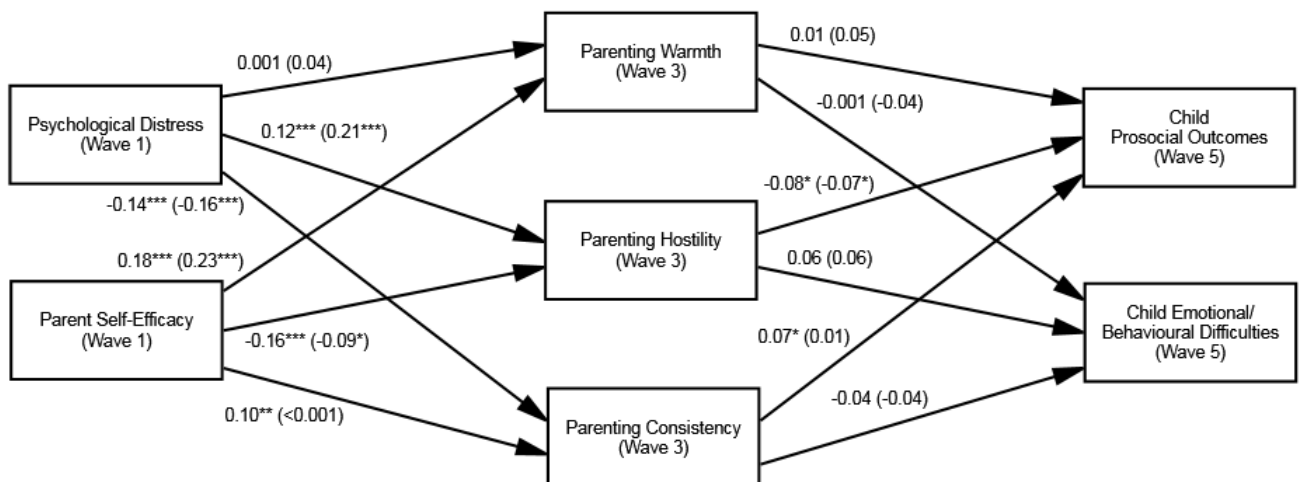 0.001 (0.04)
Parenting Warmth
(Wave 3)
0.01 (0.05)
Psychological Distress
(Wave 1)
0.12*** (0.21***)
-0.001 (-0.04)
Child
Prosocial Outcomes
(Wave 5)
-0.14*** (-0.16***)
-0.08* (-0.07*)
0.18*** (0.23***)
Parenting Hostility
(Wave 3)
0.06 (0.06)
Parent Self-Efficacy
(Wave 1)
-0.16*** (-0.09*)
0.07* (0.01)
Child Emotional/
Behavioural Difficulties
(Wave 5)
0.10** (<0.001)
Parenting Consistency
(Wave 3)
-0.04 (-0.04)